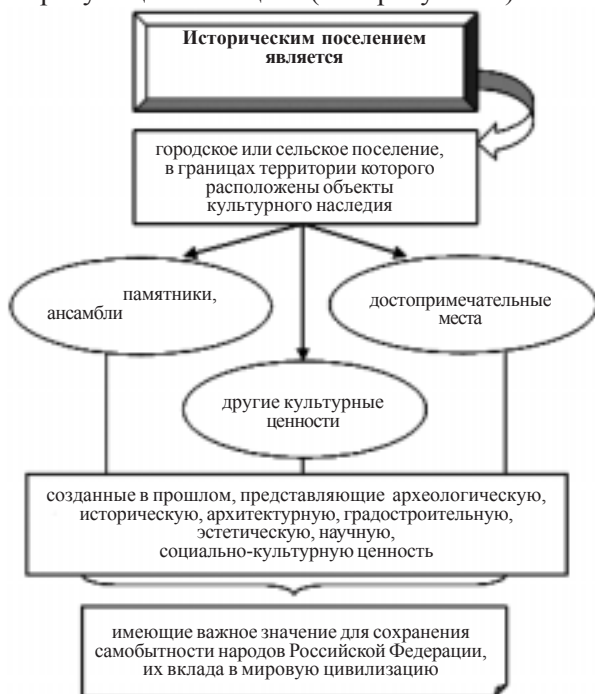 Историческим поселением
является
городское или сельское поселение,
в границах территории которого
расположены объекты
культурного наследия
памятники,
ансамбли
достопримечательные
места
другие культурные
ценности
созданные в прошлом, представляющие археологическую,
историческую, архитектурную, градостроительную,
эстетическую, научную,
социально-культурную ценность
имеющие важное значение для сохранения
самобытности народов Российской Федерации,
их вклада в мировую цивилизацию